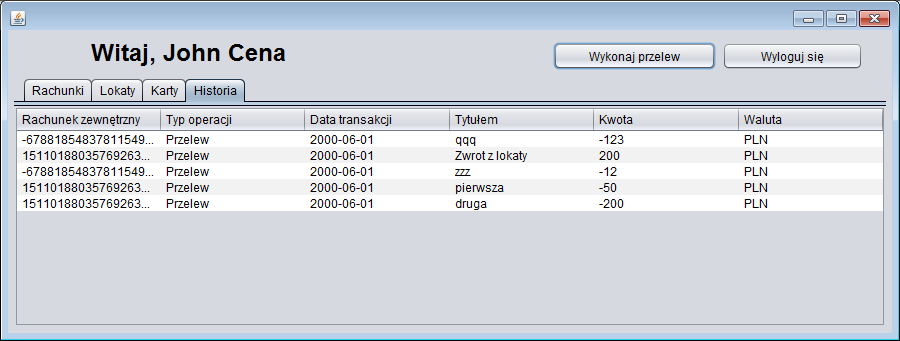 Witaj, John Cena
Wykonaj przelew Wyloguj się
Rachunki Lokaty Karty Historia
Rachunek zewnętrzny Typ operacji Data transakcji Tytułem Kwota Waluta
-67881854837811549... Przelew 2000-06-01 qqq -123 PLN
15110188035769263... Przelew 2000-06-01 Zwrot z lokaty 200 PLN
-67881854837811549... Przelew 2000-06-01 zzz -12 PLN
15110188035769263... Przelew 2000-06-01 pierwsza -50 PLN
15110188035769263... Przelew 2000-06-01 druga -200 PLN